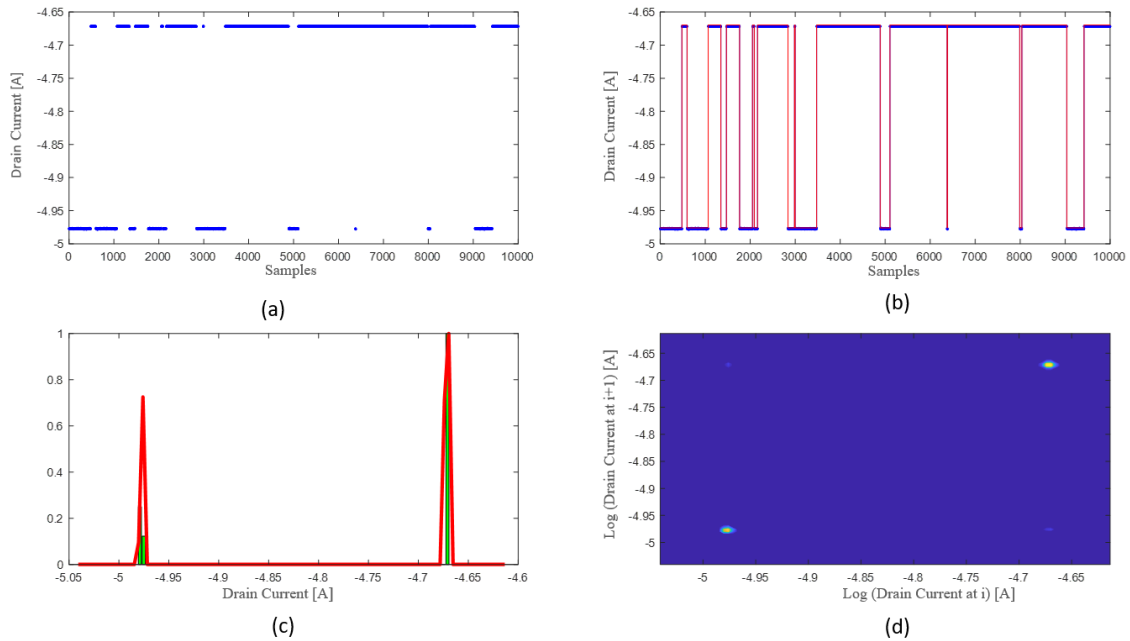 -4.65
-4.7
-4.75
-4.8
-4.85
-4.9
-4.95
-5
Drain Current [A]
0 1000 2000 3000 4000 5000 6000 7000 8000 9000 10000
Samples
(a)
-4.65
-4.7
-4.75
-4.8
-4.85
-4.9
-4.95
-5
Drain Current [A]
0 1000 2000 3000 4000 5000 6000 7000 8000 9000 10000
Samples
(b)
1
0.8
0.6
0.4
0.2
0
-5.05 -5 -4.95 -4.9 -4.85 -4.8 -4.75 -4.7 -4.65 -4.6
Drain Current [A]
(c)
-4.65
-4.7
-4.75
-4.8
-4.85
-4.9
-4.95
-5
Log (Drain Current at i+1) [A]
-5 -4.95 -4.9 -4.85 -4.8 -4.75 -4.7 -4.65
Log (Drain Current at i) [A]
(d)